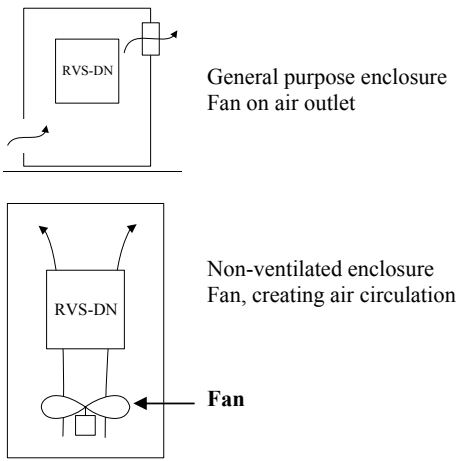 RVS-DN
General purpose enclosure
Fan on air outlet
Non-ventilated enclosure
Fan, creating air circulation
RVS-DN
Fan